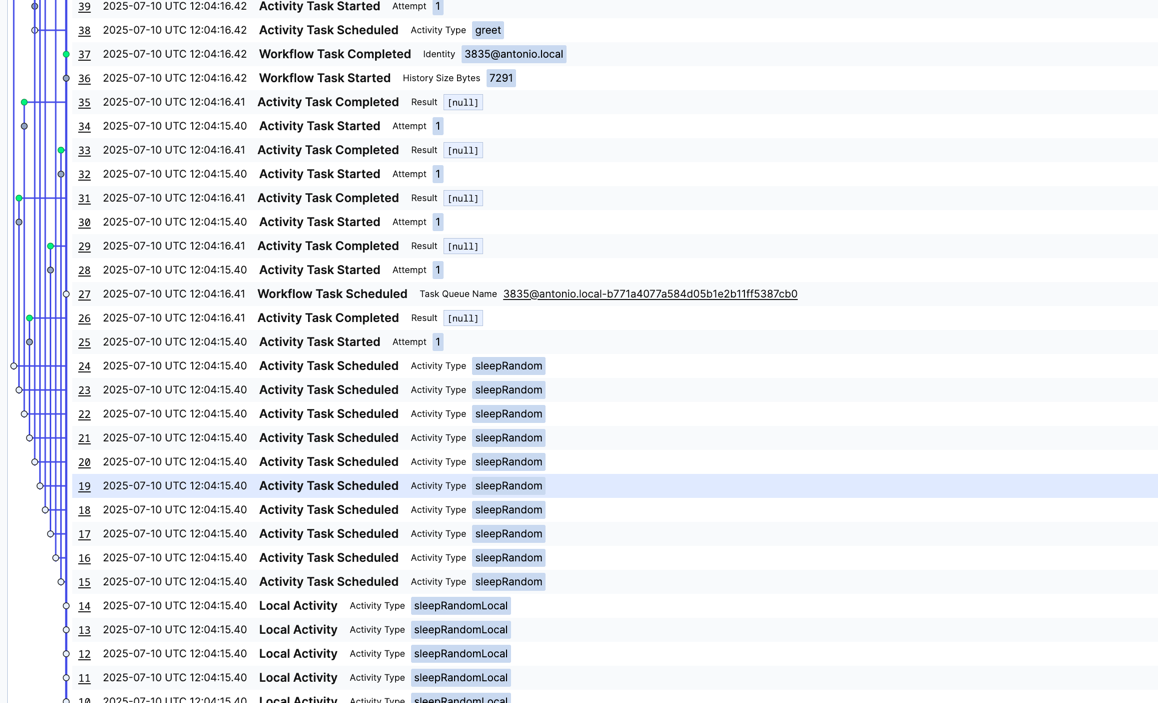 39 2025-07-10 UTC 12:04:16.42 Activity Task Started Attempt 1
38 2025-07-10 UTC 12:04:16.42 Activity Task Scheduled Activity Type greet
37 2025-07-10 UTC 12:04:16.42 Workflow Task Completed Identity 3835@antonio.local
36 2025-07-10 UTC 12:04:16.42 Workflow Task Started History Size Bytes 7291
35 2025-07-10 UTC 12:04:16.41 Activity Task Completed Result [null]
34 2025-07-10 UTC 12:04:15.40 Activity Task Started Attempt 1
33 2025-07-10 UTC 12:04:16.41 Activity Task Completed Result [null]
32 2025-07-10 UTC 12:04:15.40 Activity Task Started Attempt 1
31 2025-07-10 UTC 12:04:16.41 Activity Task Completed Result [null]
30 2025-07-10 UTC 12:04:15.40 Activity Task Started Attempt 1
29 2025-07-10 UTC 12:04:16.41 Activity Task Completed Result [null]
28 2025-07-10 UTC 12:04:15.40 Activity Task Started Attempt 1
27 2025-07-10 UTC 12:04:16.41 Workflow Task Scheduled Task Queue Name 3835@antonio.local-b771a4077a584d05b1e2b11ff5387cb0
26 2025-07-10 UTC 12:04:16.41 Activity Task Completed Result [null]
25 2025-07-10 UTC 12:04:15.40 Activity Task Started Attempt 1
24 2025-07-10 UTC 12:04:15.40 Activity Task Scheduled Activity Type sleepRandom
23 2025-07-10 UTC 12:04:15.40 Activity Task Scheduled Activity Type sleepRandom
22 2025-07-10 UTC 12:04:15.40 Activity Task Scheduled Activity Type sleepRandom
21 2025-07-10 UTC 12:04:15.40 Activity Task Scheduled Activity Type sleepRandom
20 2025-07-10 UTC 12:04:15.40 Activity Task Scheduled Activity Type sleepRandom
19 2025-07-10 UTC 12:04:15.40 Activity Task Scheduled Activity Type sleepRandom
18 2025-07-10 UTC 12:04:15.40 Activity Task Scheduled Activity Type sleepRandom
17 2025-07-10 UTC 12:04:15.40 Activity Task Scheduled Activity Type sleepRandom
16 2025-07-10 UTC 12:04:15.40 Activity Task Scheduled Activity Type sleepRandom
15 2025-07-10 UTC 12:04:15.40 Activity Task Scheduled Activity Type sleepRandom
14 2025-07-10 UTC 12:04:15.40 Local Activity Activity Type sleepRandomLocal
13 2025-07-10 UTC 12:04:15.40 Local Activity Activity Type sleepRandomLocal
12 2025-07-10 UTC 12:04:15.40 Local Activity Activity Type sleepRandomLocal
11 2025-07-10 UTC 12:04:15.40 Local Activity Activity Type sleepRandomLocal
10 2025-07-10 UTC 12:04:15.40 Local Activity Activity Type sleepRandomLocal